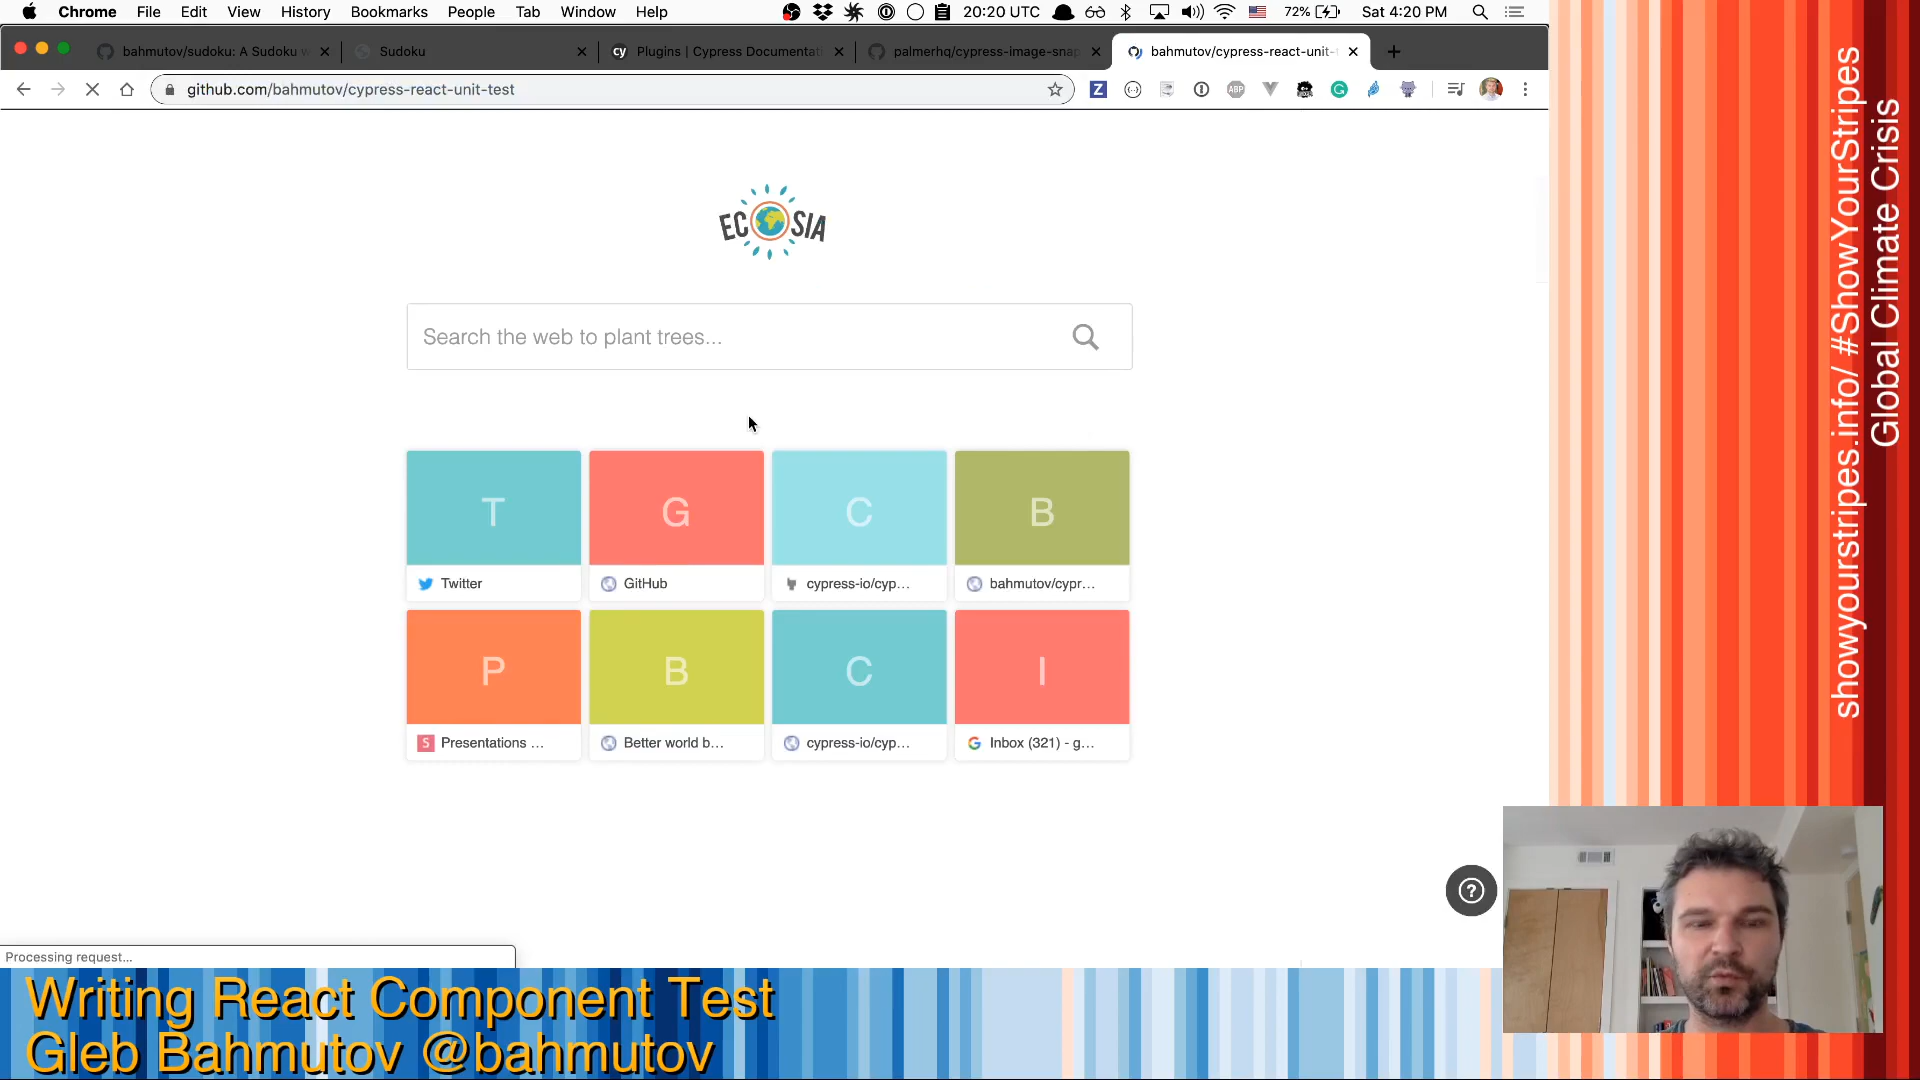 Chrome File Edit View History Bookmarks People Tab Window Help 20:20 UTC 72% Sat 4:20 PM
bahmutov/sudoku: A Sudoku w Sudoku cy Plugins | Cypress Documentati palmerhq/cypress-image-snap bahmutov/cypress-react-unit-
github.com/bahmutov/cypress-react-unit-test
Z ABP G
ECOSIA
Search the web to plant trees...
T G C B
Twitter GitHub cypress-io/cyp... bahmutov/cypr...
P B C I
S Presentations ... Better world b... cypress-io/cyp... G Inbox (321) - g...
?
Processing request...
Writing React Component Test
Gleb Bahmutov @bahmutov
showyourstripes.info/ #ShowYourStripes
Global Climate Crisis